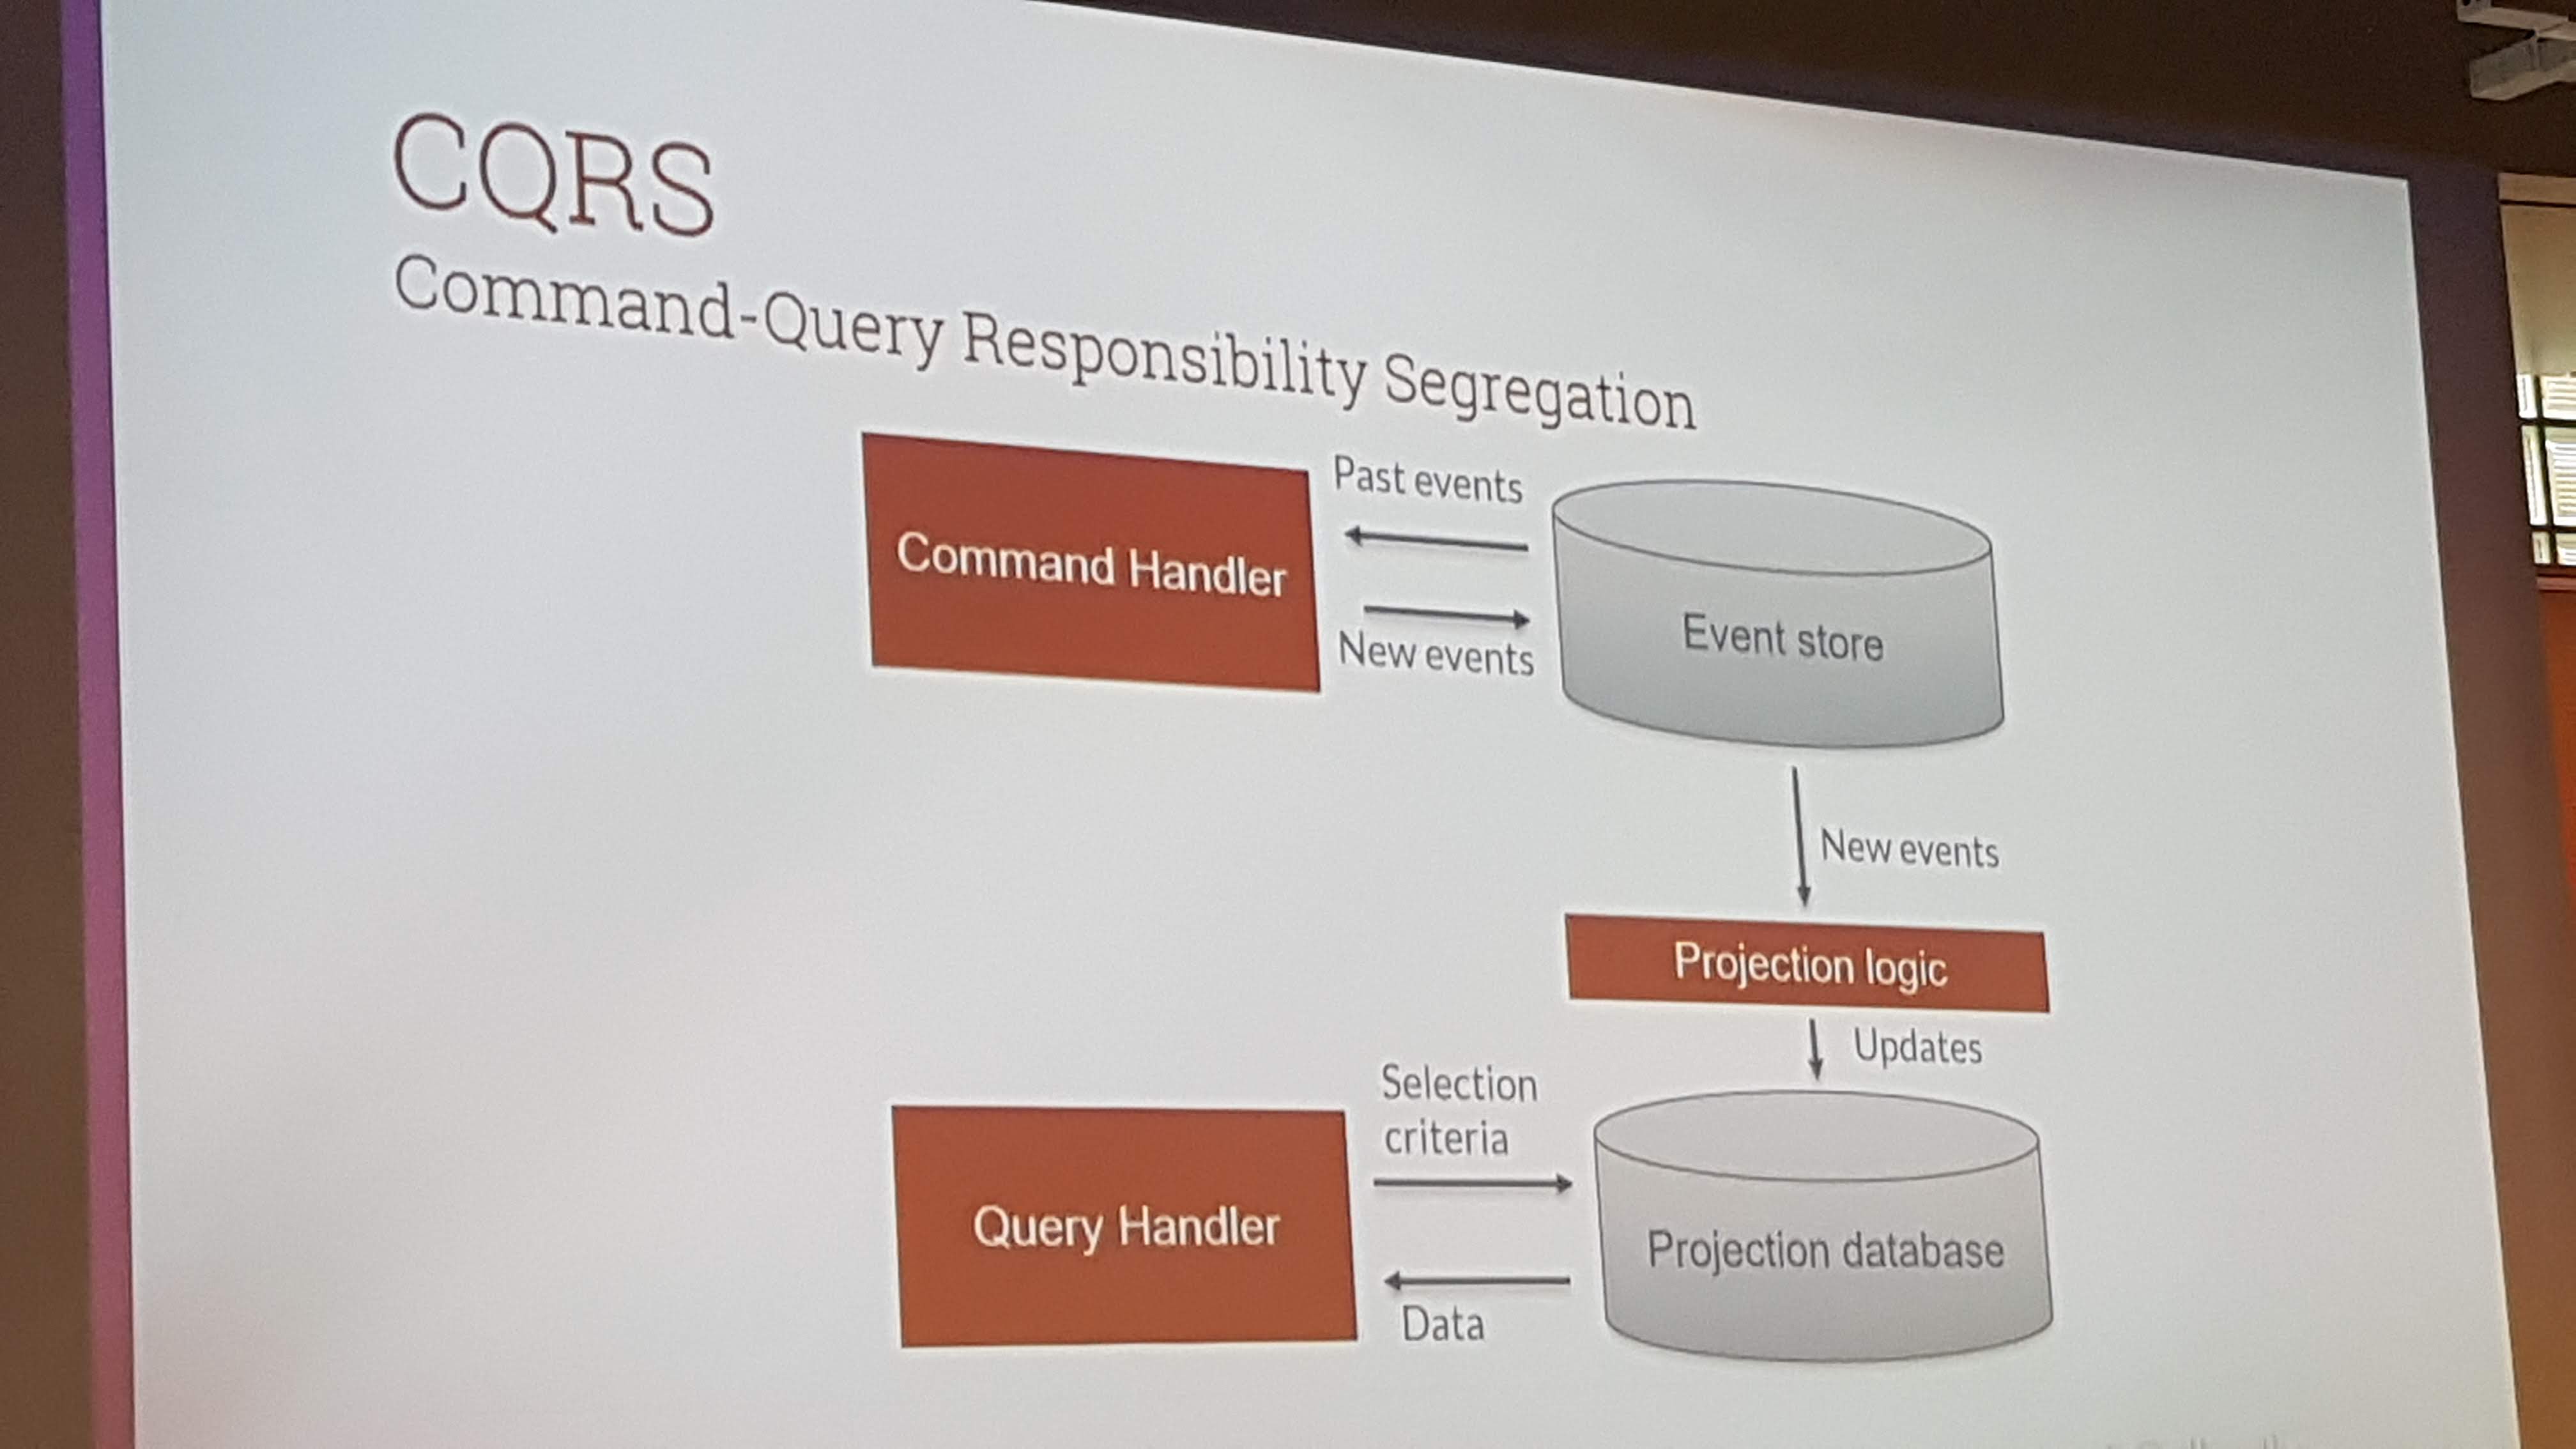 CQRS
Command-Query Responsibility Segregation
Command Handler
Past events
New events
Event store
New events
Projection logic
Updates
Selection
criteria
Query Handler
Projection database
Data